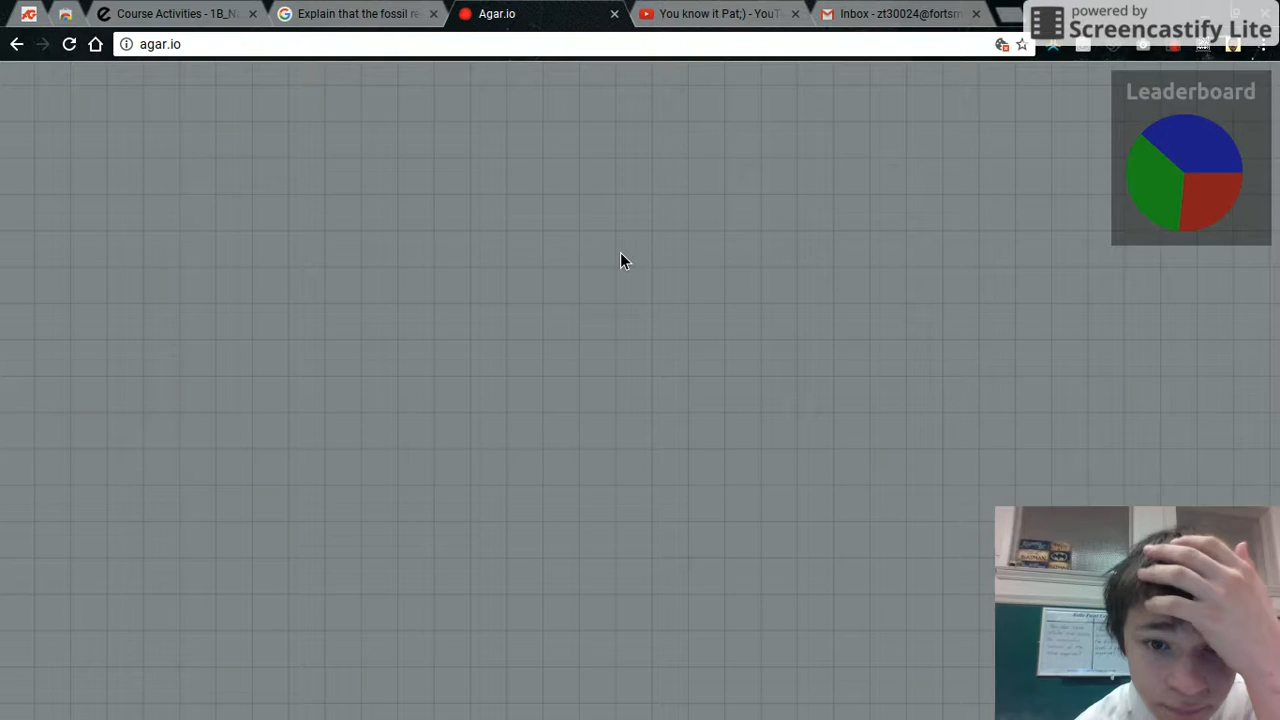 Course Activities - 1B_N
Explain that the fossil re
Agar.io
You know it Pat;) - YouT
Inbox - zt30024@fortsm
powered by
Screencastify Lite
agar.io
Leaderboard